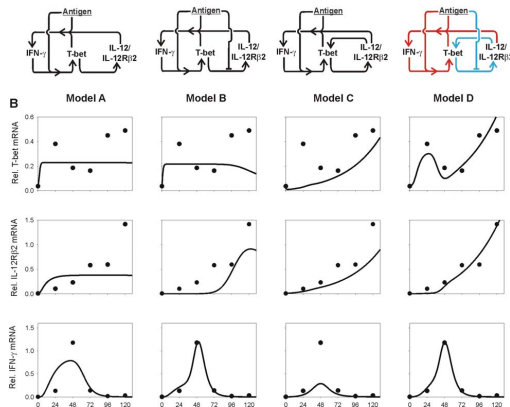 Antigen Antigen Antigen Antigen
IL-12/ IL-12/ IL-12/ IL-12/
IFN-γ T-bet IL-12Rβ2 IFN-γ T-bet IL-12Rβ2 IFN-γ T-bet IL-12Rβ2 IFN-γ T-bet IL-12Rβ2
B
Model A Model B Model C Model D
Rel. T-bet mRNA
0.6
0.4
0.2
0.0
Rel. IL-12Rβ2 mRNA
1.5
1.0
0.5
0.0
Rel. IFN-γ mRNA
1.5
1.0
0.5
0.0
0 24 48 72 96 120 0 24 48 72 96 120 0 24 48 72 96 120 0 24 48 72 96 120